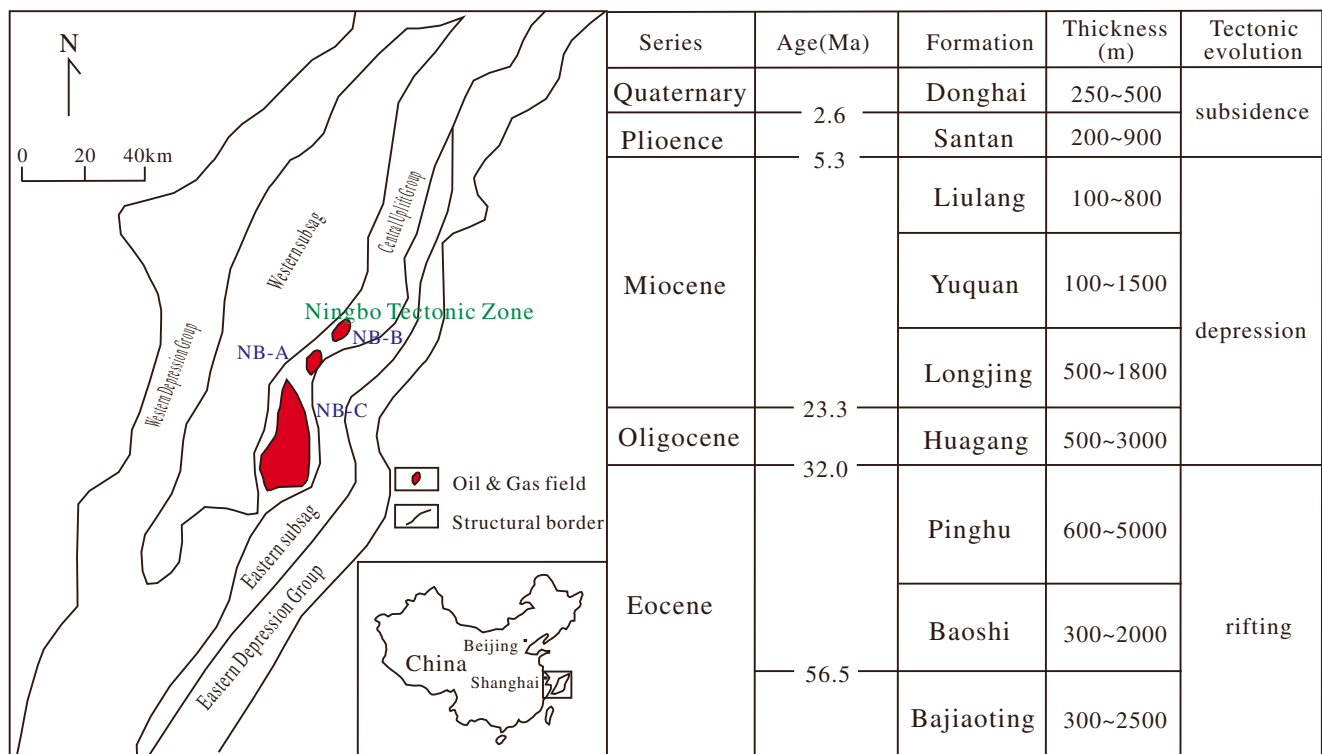 N
0 20 40km
Western subsag
Central Uplift Group
Western Depression Group
Ningbo Tectonic Zone
NB-A
NB-B
NB-C
Oil & Gas field
Structural border
Eastern subsag
Eastern Depression Group
Beijing
China
Shanghai
Series Age(Ma) Formation Thickness (m) Tectonic evolution
Quaternary Donghai 250~500 subsidence
2.6
Plioence Santan 200~900
5.3
Miocene Liulang 100~800 depression
Yuquan 100~1500
Longjing 500~1800
23.3
Oligocene Huagang 500~3000
32.0
Eocene Pinghu 600~5000 rifting
Baoshi 300~2000
56.5
Bajiaoting 300~2500